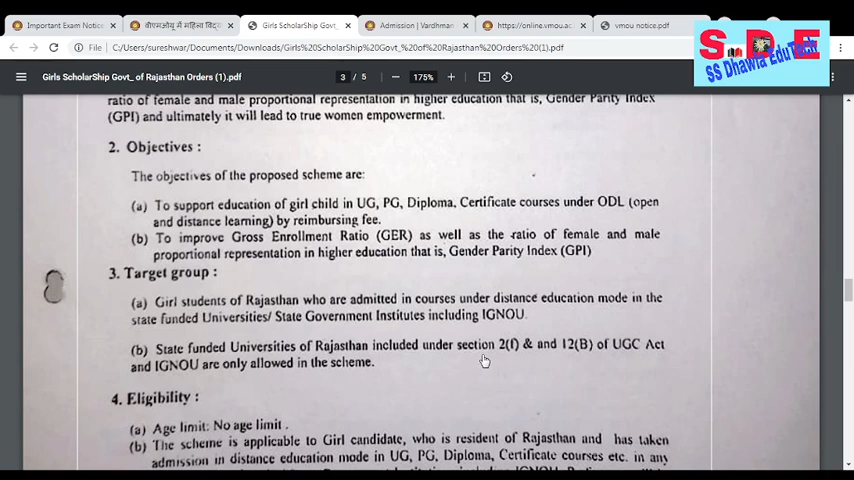 Important Exam Notice
वीएमओयू में महिला विद्य
Girls ScholarShip Govt_
Admission | Vardhman
https://online.vmou.ac
vmou notice.pdf
File C:/Users/sureshwar/Documents/Downloads/Girls%20ScholarShip%20Govt_%20of%20Rajasthan%20Orders%20(1).pdf
Girls ScholarShip Govt_ of Rajasthan Orders (1).pdf
3 / 5
175%
S D E
SS Dhawla EduTech
ratio of female and male proportional representation in higher education that is, Gender Parity Index
(GPI) and ultimately it will lead to true women empowerment.
2. Objectives :
The objectives of the proposed scheme are:
(a) To support education of girl child in UG, PG, Diploma, Certificate courses under ODL (open
and distance learning) by reimbursing fee.
(b) To improve Gross Enrollment Ratio (GER) as well as the ratio of female and male
proportional representation in higher education that is, Gender Parity Index (GPI)
3. Target group :
(a) Girl students of Rajasthan who are admitted in courses under distance education mode in the
state funded Universities/ State Government Institutes including IGNOU.
(b) State funded Universities of Rajasthan included under section 2(f) & and 12(B) of UGC Act
and IGNOU are only allowed in the scheme.
4. Eligibility :
(a) Age limit: No age limit .
(b) The scheme is applicable to Girl candidate, who is resident of Rajasthan and has taken
admission in distance education mode in UG, PG, Diploma, Certificate courses etc. in any